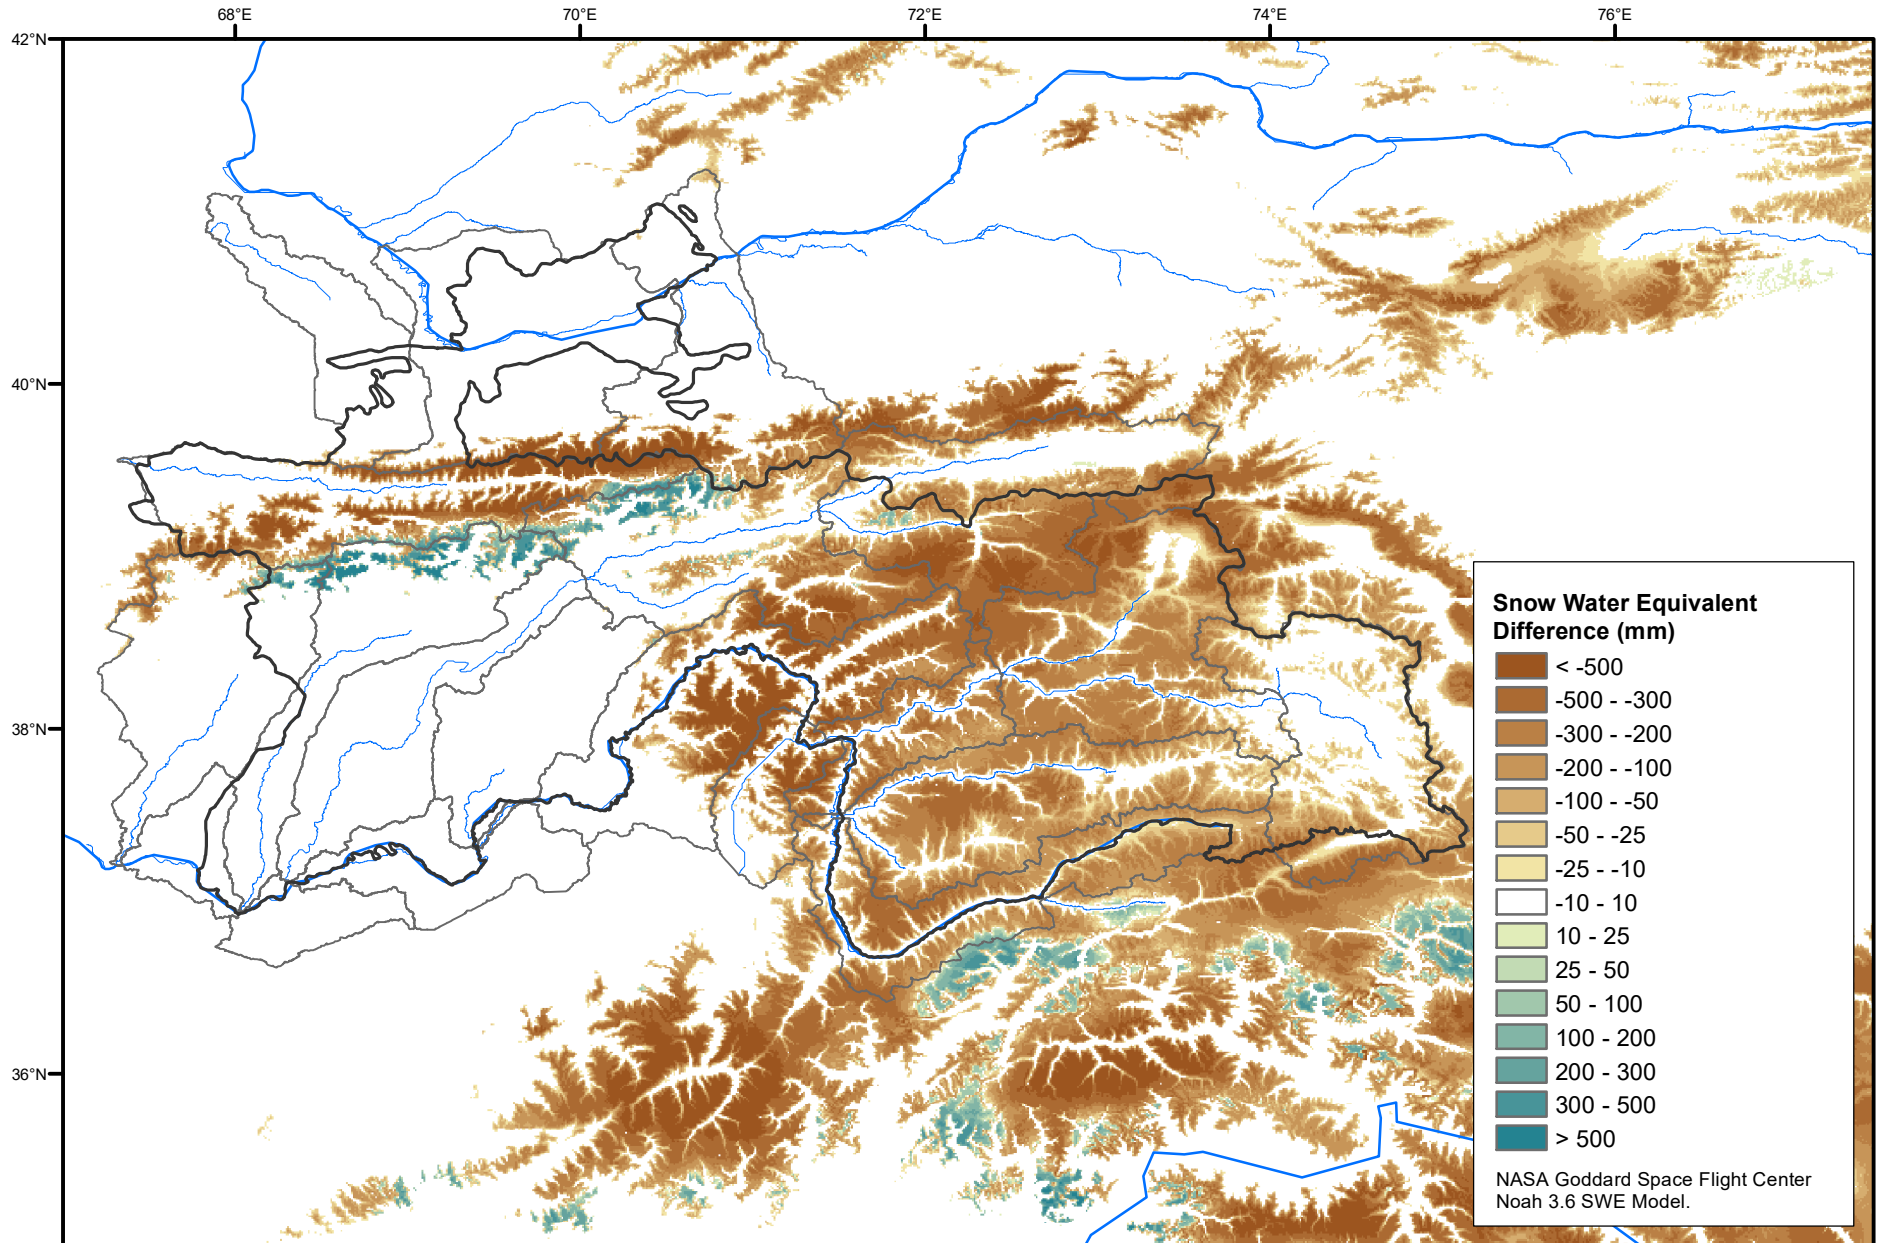 68°E
70°E
72°E
74°E
76°E
42°N
40°N
38°N
36°N
Snow Water Equivalent
Difference (mm)
< -500
-500 - -300
-300 - -200
-200 - -100
-100 - -50
-50 - -25
-25 - -10
-10 - 10
10 - 25
25 - 50
50 - 100
100 - 200
200 - 300
300 - 500
> 500
NASA Goddard Space Flight Center
Noah 3.6 SWE Model.